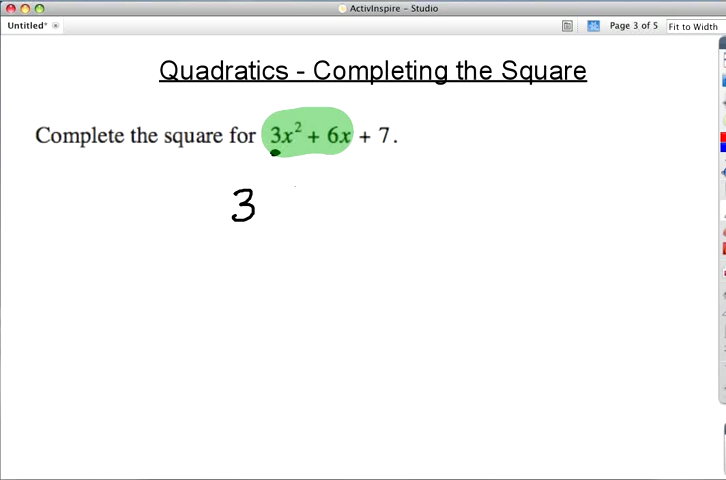 ActivInspire – Studio
Untitled*
Page 3 of 5
Fit to Width
Quadratics - Completing the Square
Complete the square for 3x² + 6x + 7.
3